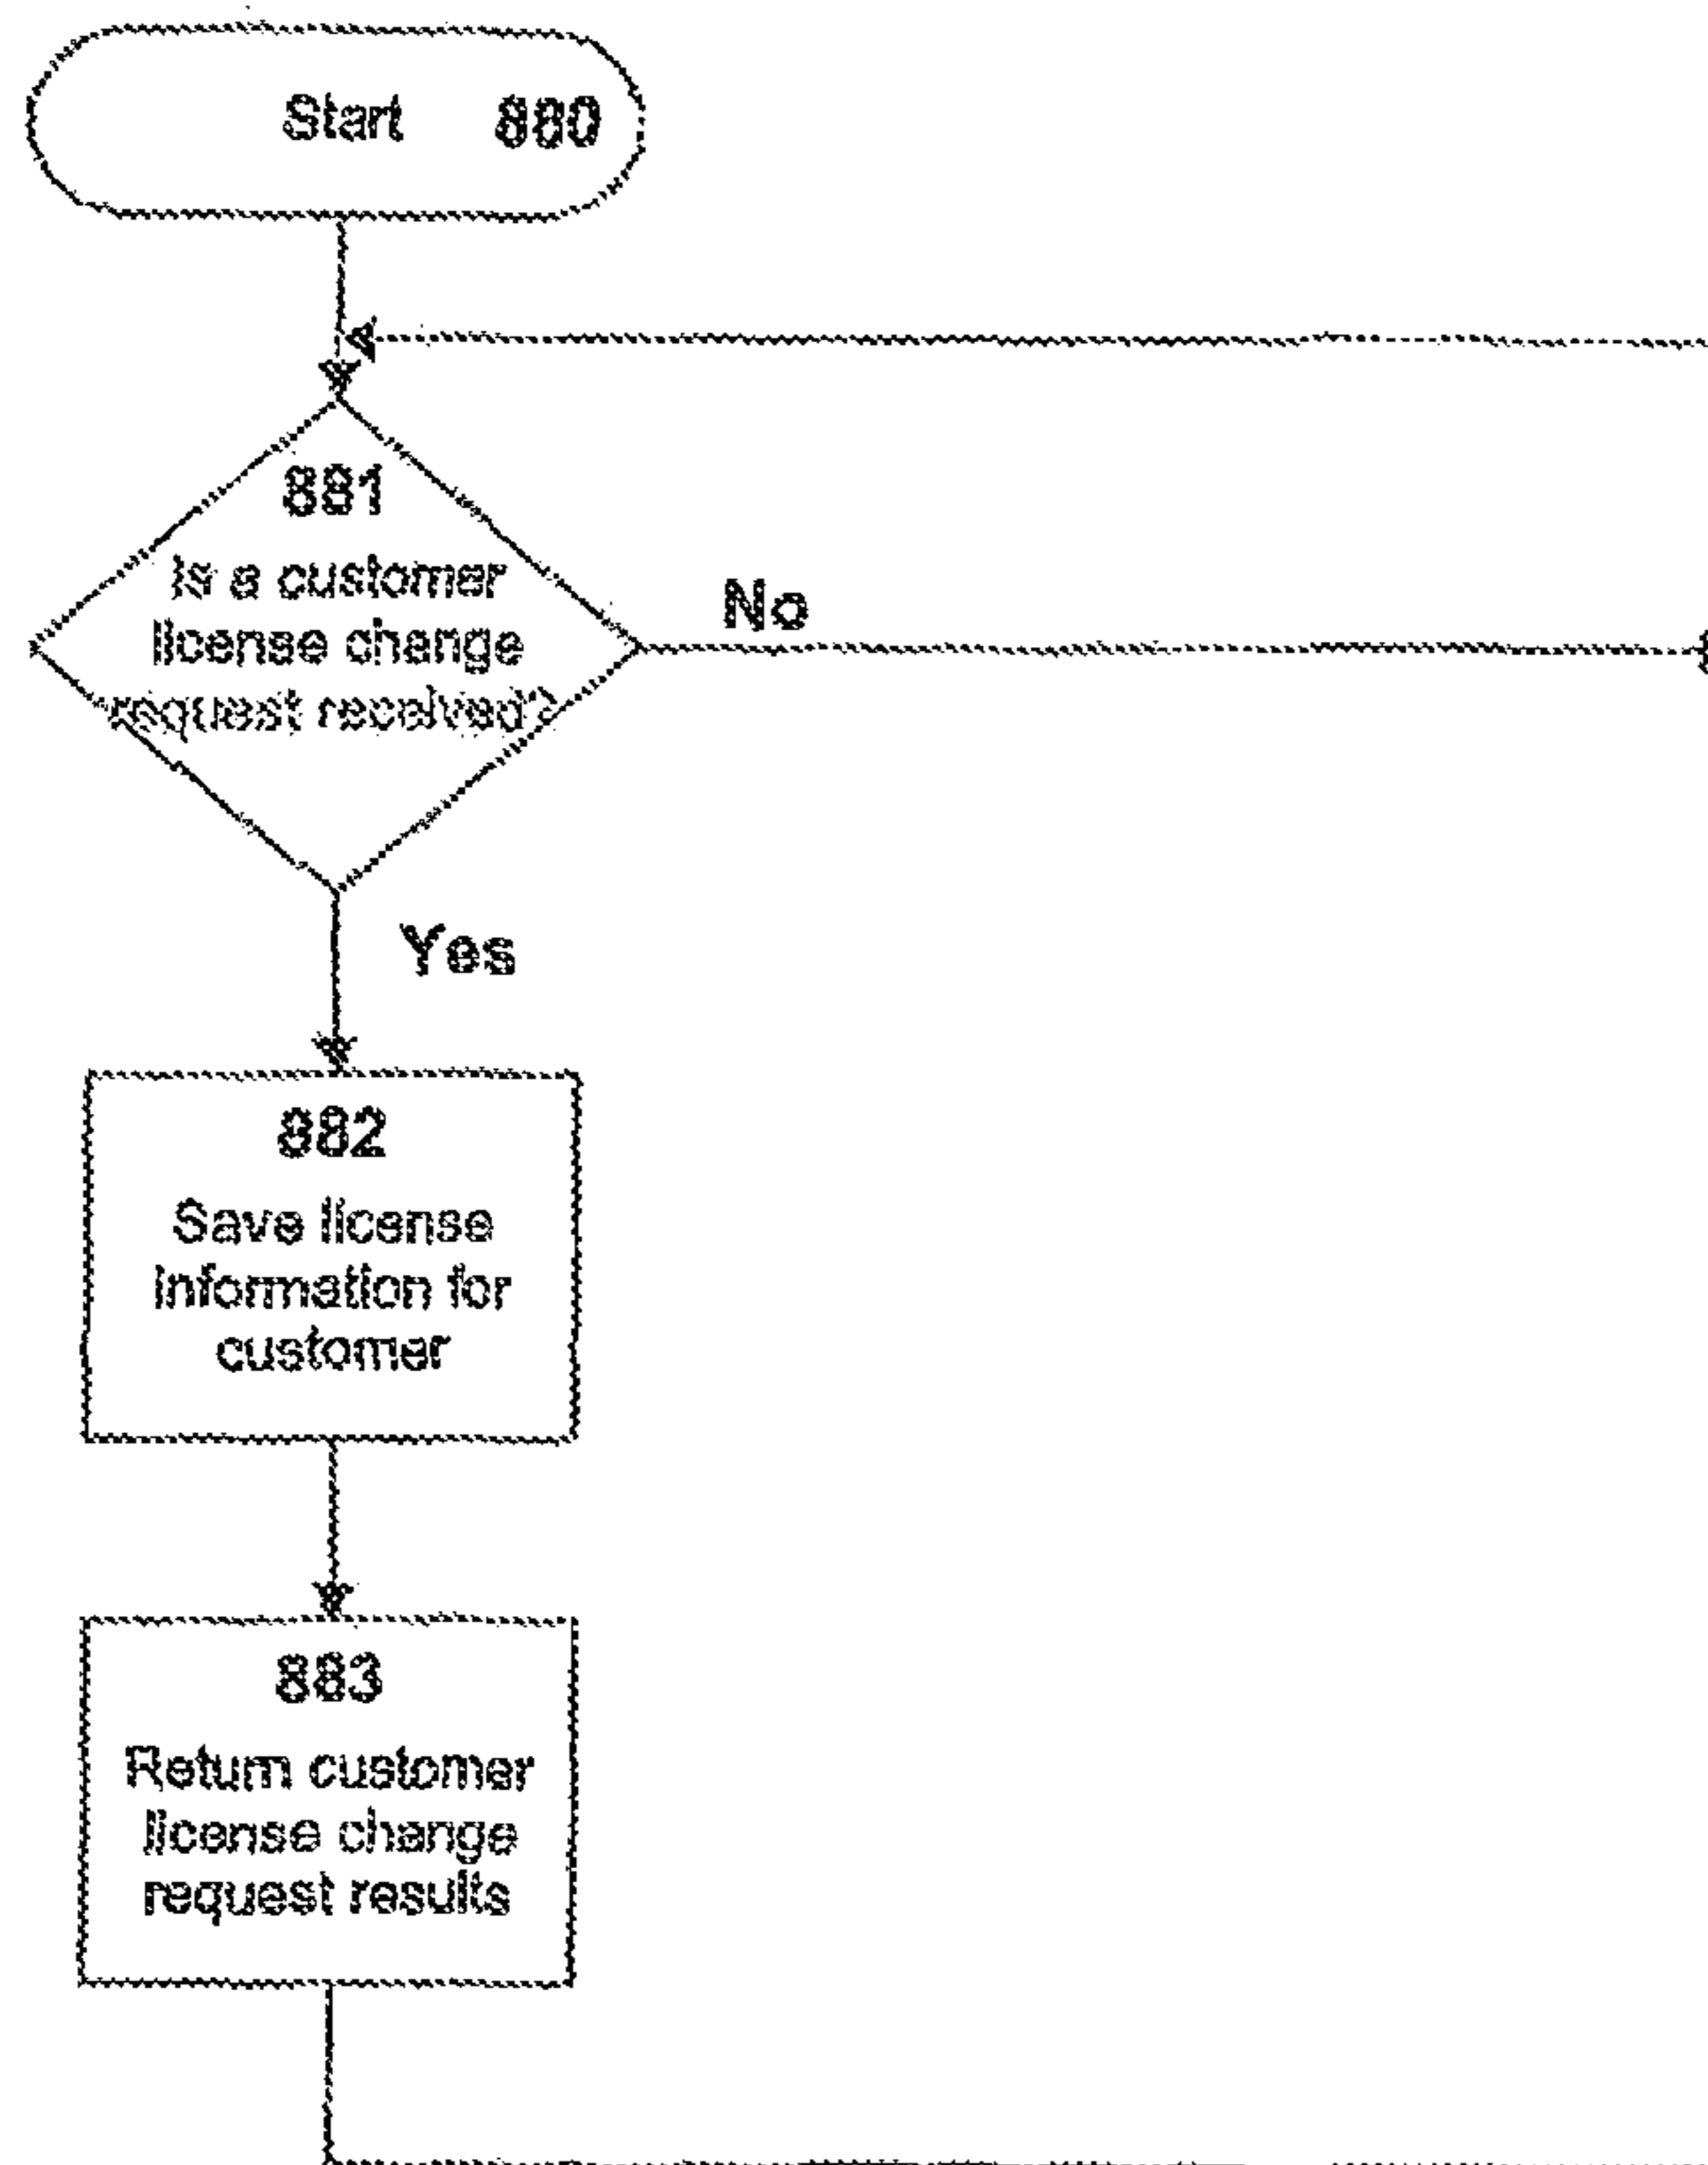 Start 880
881
Is a customer
license change
request received?
No
Yes
882
Save license
information for
customer
883
Return customer
license change
request results